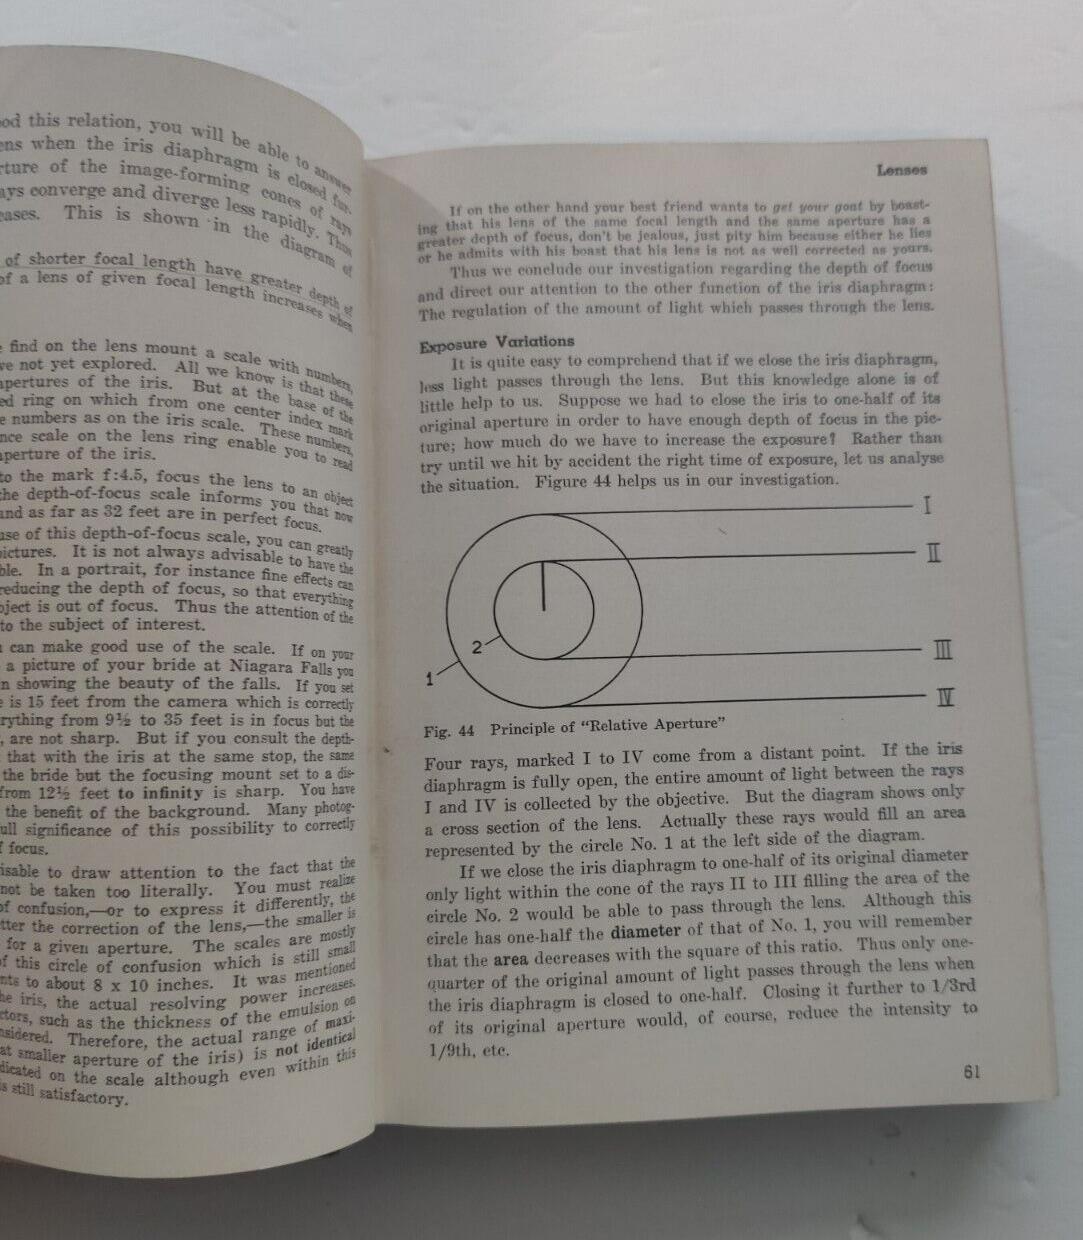 od this relation, you will be able to answer
ens when the iris diaphragm is closed fur-
rture of the image-forming cones of rays
ays converge and diverge less rapidly. Thus
eases. This is shown in the diagram of
of shorter focal length have greater depth of
of a lens of given focal length increases when
find on the lens mount a scale with numbers,
ve not yet explored. All we know is that these
apertures of the iris. But at the base of the
ed ring on which from one center index mark
e numbers as on the iris scale. These numbers,
nce scale on the lens ring enable you to read
aperture of the iris.
to the mark f:4.5, focus the lens to an object
the depth-of-focus scale informs you that now
and as far as 32 feet are in perfect focus.
use of this depth-of-focus scale, you can greatly
pictures. It is not always advisable to have the
ble. In a portrait, for instance fine effects can
reducing the depth of focus, so that everything
bject is out of focus. Thus the attention of the
to the subject of interest.
can make good use of the scale. If on your
a picture of your bride at Niagara Falls you
n showing the beauty of the falls. If you set
e is 15 feet from the camera which is correctly
rything from 9½ to 35 feet is in focus but the
, are not sharp. But if you consult the depth-
that with the iris at the same stop, the same
the bride but the focusing mount set to a dis-
from 12½ feet to infinity is sharp. You have
the benefit of the background. Many photog-
ull significance of this possibility to correctly
f focus.
isable to draw attention to the fact that the
not be taken too literally. You must realize
of confusion,—or to express it differently, the
tter the correction of the lens,—the smaller is
for a given aperture. The scales are mostly
of this circle of confusion which is still small
nts to about 8 x 10 inches. It was mentioned
he iris, the actual resolving power increases.
ctors, such as the thickness of the emulsion on
nsidered. Therefore, the actual range of maxi-
at smaller aperture of the iris) is not identical
dicated on the scale although even within this
s still satisfactory.
Lenses
If on the other hand your best friend wants to get your goat by boast-
ing that his lens of the same focal length and the same aperture has a
greater depth of focus, don't be jealous, just pity him because either he lies
or he admits with his boast that his lens is not as well corrected as yours.
Thus we conclude our investigation regarding the depth of focus
and direct our attention to the other function of the iris diaphragm:
The regulation of the amount of light which passes through the lens.
Exposure Variations
It is quite easy to comprehend that if we close the iris diaphragm,
less light passes through the lens. But this knowledge alone is of
little help to us. Suppose we had to close the iris to one-half of its
original aperture in order to have enough depth of focus in the pic-
ture; how much do we have to increase the exposure? Rather than
try until we hit by accident the right time of exposure, let us analyse
the situation. Figure 44 helps us in our investigation.
I
II
2
III
1
IV
Fig. 44 Principle of "Relative Aperture"
Four rays, marked I to IV come from a distant point. If the iris
diaphragm is fully open, the entire amount of light between the rays
I and IV is collected by the objective. But the diagram shows only
a cross section of the lens. Actually these rays would fill an area
represented by the circle No. 1 at the left side of the diagram.
If we close the iris diaphragm to one-half of its original diameter
only light within the cone of the rays II to III filling the area of the
circle No. 2 would be able to pass through the lens. Although this
circle has one-half the diameter of that of No. 1, you will remember
that the area decreases with the square of this ratio. Thus only one-
quarter of the original amount of light passes through the lens when
the iris diaphragm is closed to one-half. Closing it further to 1/3rd
of its original aperture would, of course, reduce the intensity to
1/9th, etc.
61